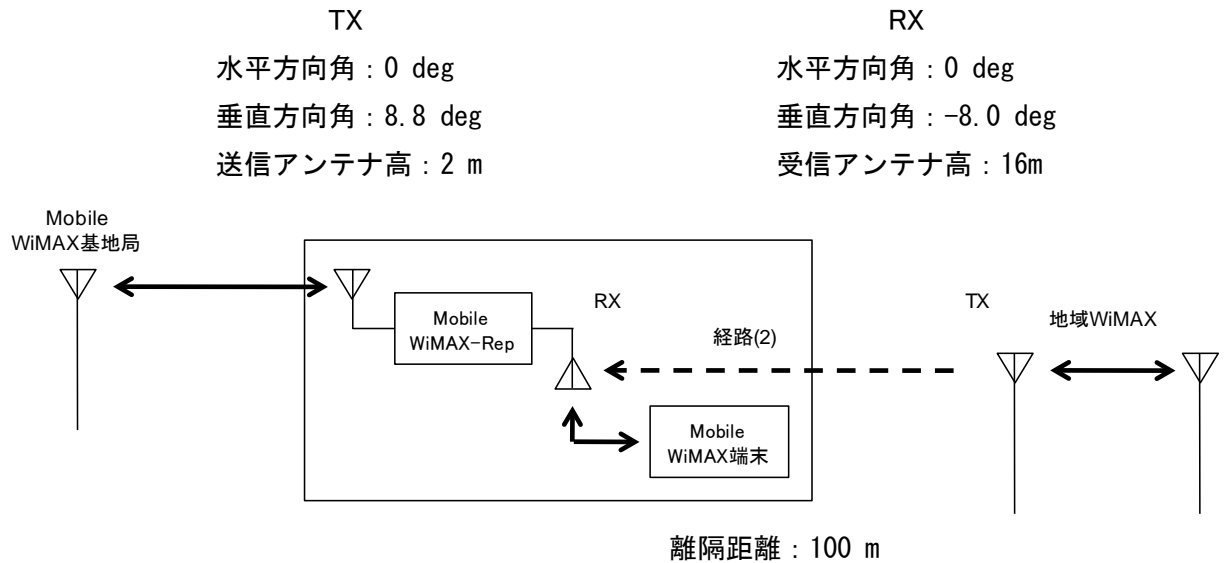 TX
RX
水平方向角：0 deg
水平方向角：0 deg
垂直方向角：8.8 deg
垂直方向角：-8.0 deg
送信アンテナ高：2 m
受信アンテナ高：16m
Mobile
WiMAX基地局
Mobile
WiMAX-Rep
RX
TX
経路(2)
地域WiMAX
Mobile
WiMAX端末
離隔距離：100 m